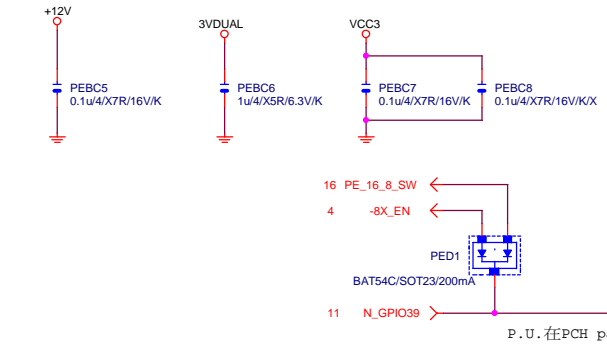 +12V
3VDUAL
VCC3
PEBC5
0.1u/4/X7R/16V/K
PEBC6
1u/4/X5R/6.3V/K
PEBC7
0.1u/4/X7R/16V/K
PEBC8
0.1u/4/X7R/16V/K/X
16 PE_16_8_SW
4 -8X_EN
PED1
BAT54C/SOT23/200mA
11 N_GPIO39
P.U.在PCH